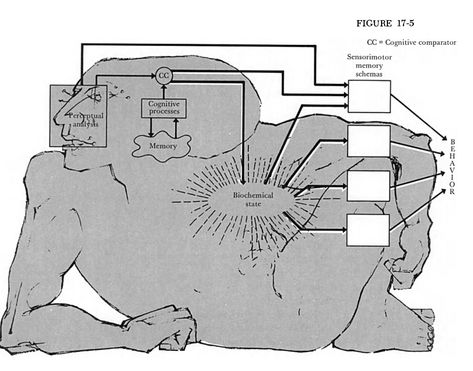 FIGURE 17-5
CC = Cognitive comparator
Sensorimotor
memory
schemas
CC
Perceptual
analysis
Cognitive
processes
Memory
Biochemical
state
BEHAVIOR